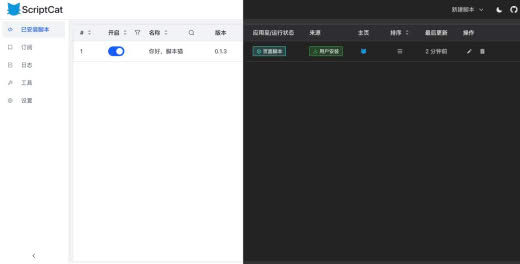 ScriptCat
新建脚本
已安装脚本
订阅
日志
工具
设置
# 开启 名称 版本 应用至/运行状态 来源 主页 排序 最后更新 操作
1 你好，脚本猫 0.1.3 页面脚本 用户安装 2 分钟前